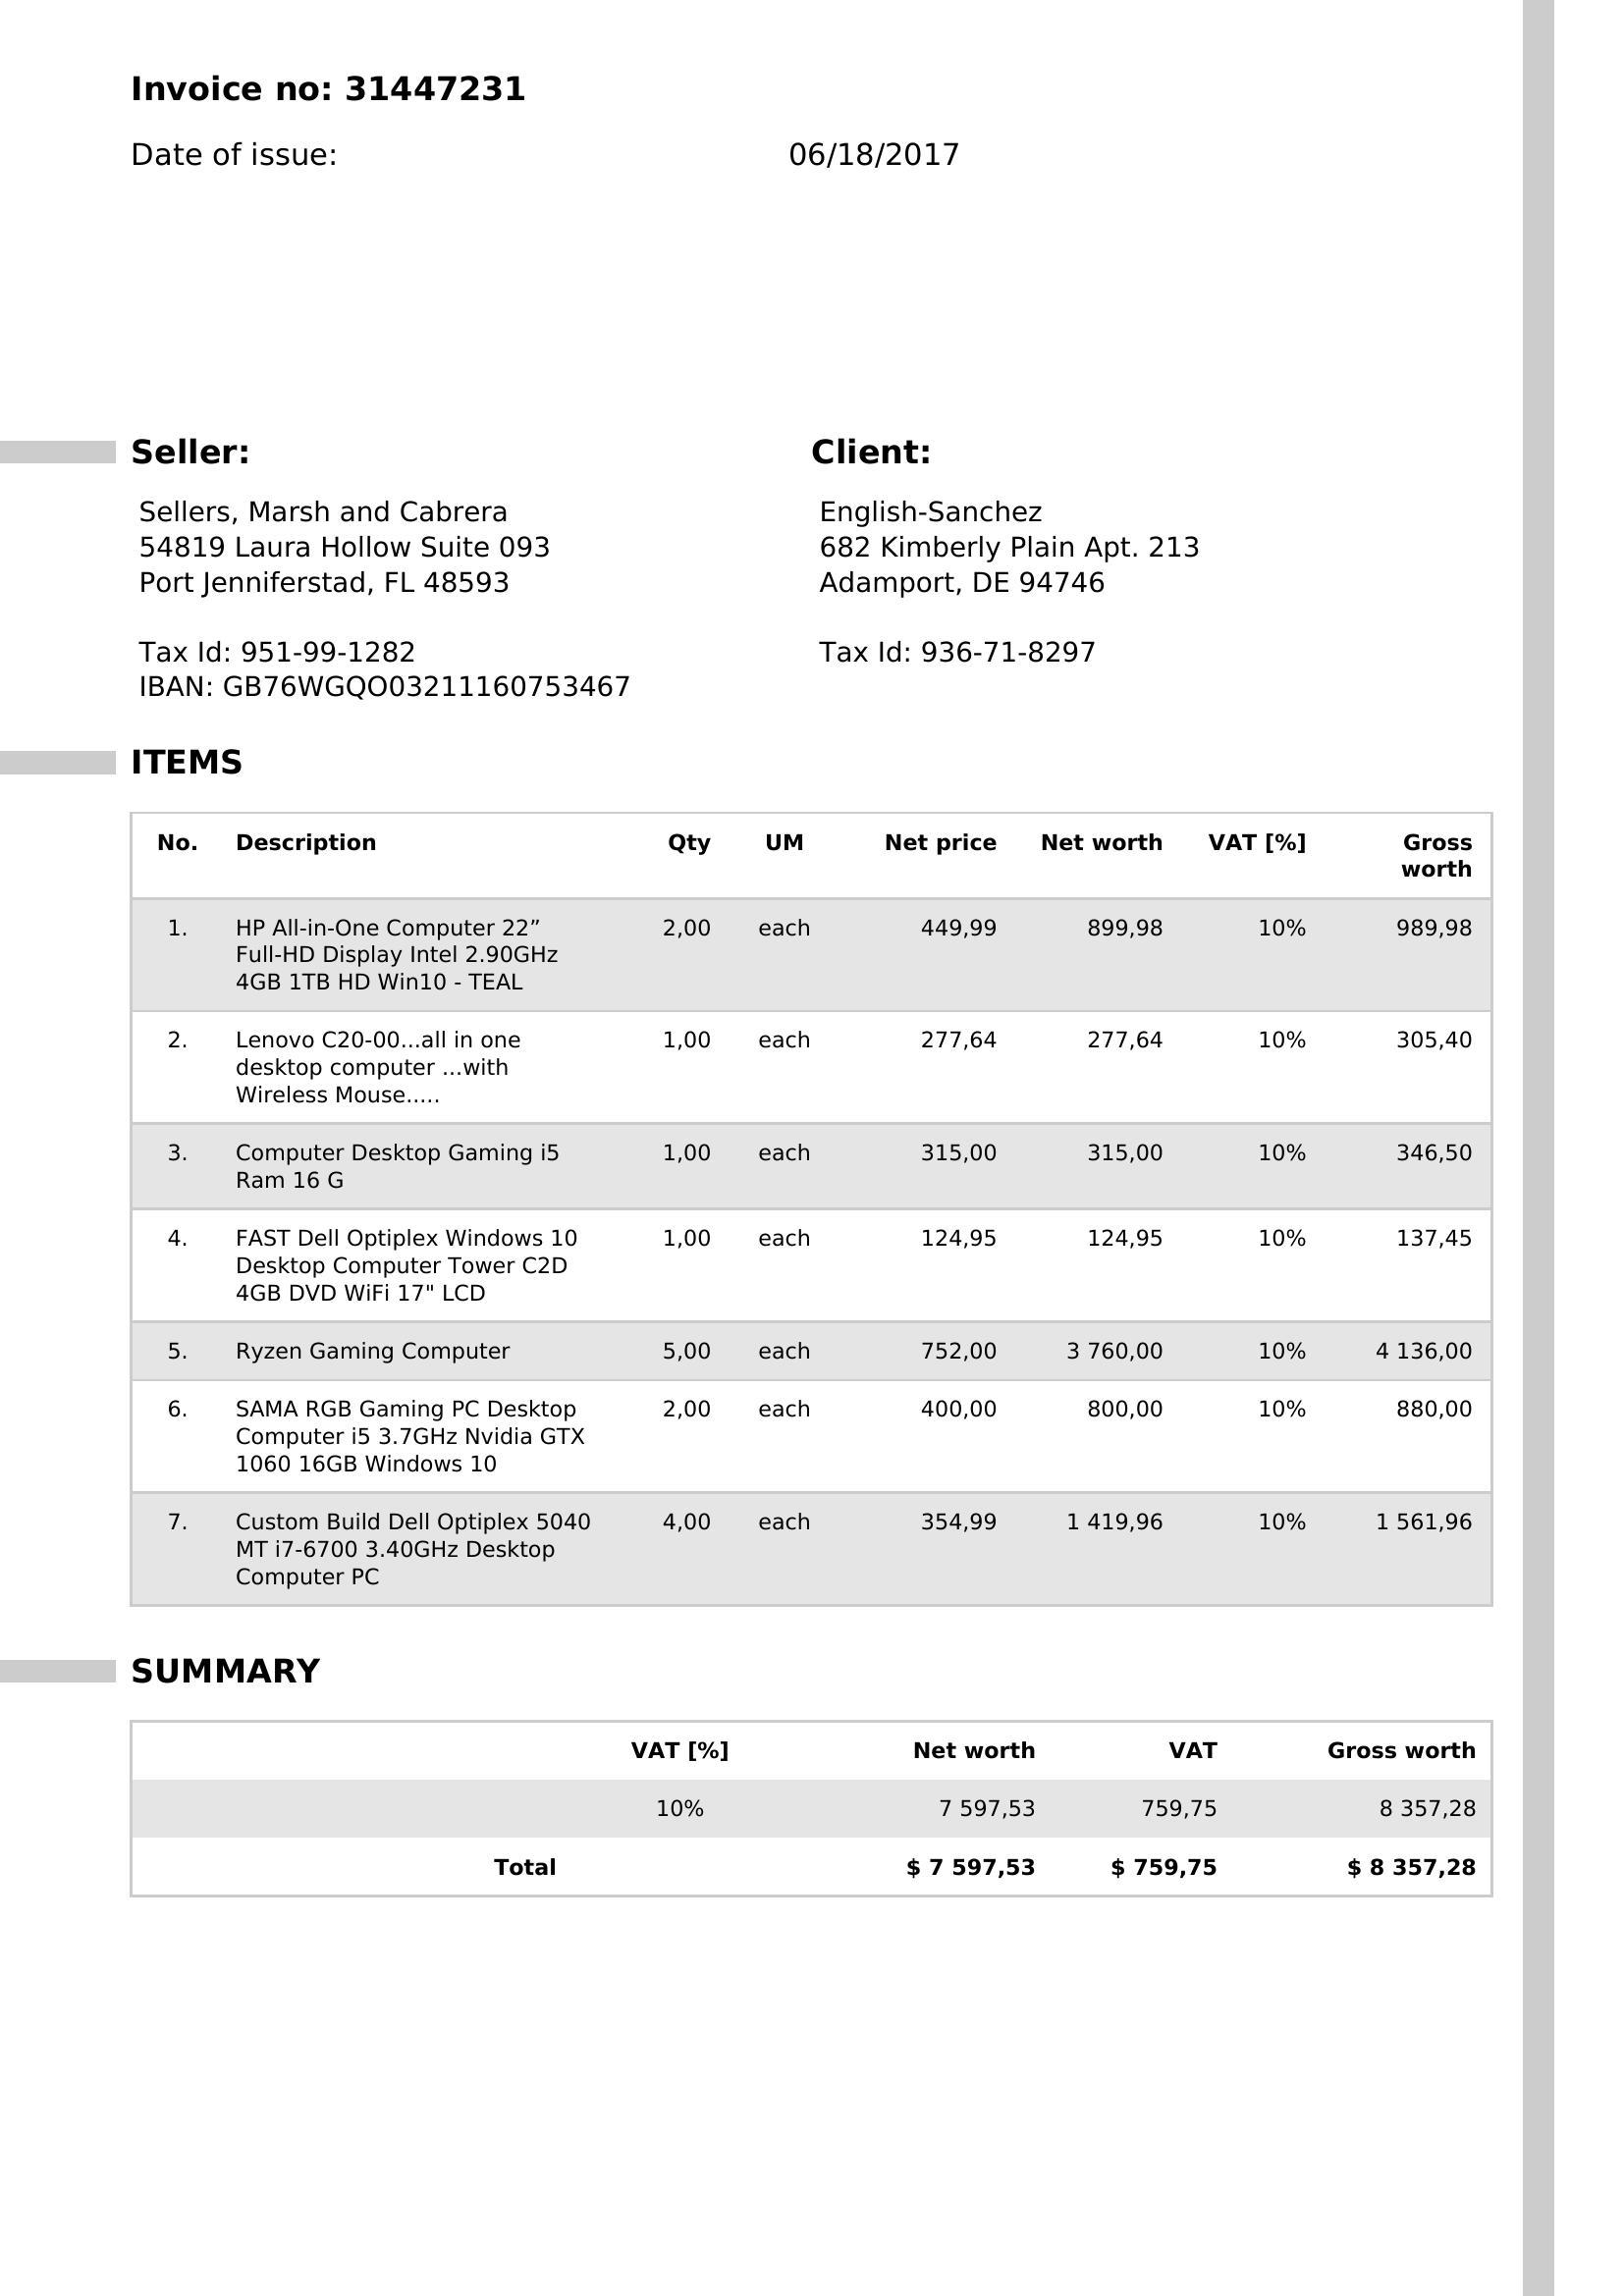 Invoice no: 31447231
Date of issue: 06/18/2017
Seller: Client:
Sellers, Marsh and Cabrera English-Sanchez
54819 Laura Hollow Suite 093 682 Kimberly Plain Apt. 213
Port Jenniferstad, FL 48593 Adamport, DE 94746
Tax Id: 951-99-1282 Tax Id: 936-71-8297
IBAN: GB76WGQO03211160753467
ITEMS
No. Description Qty UM Net price Net worth VAT [%] Gross
worth
1. HP All-in-One Computer 22” 2,00 each 449,99 899,98 10% 989,98
Full-HD Display Intel 2.90GHz
4GB 1TB HD Win10 - TEAL
2. Lenovo C20-00...all in one 1,00 each 277,64 277,64 10% 305,40
desktop computer ...with
Wireless Mouse.....
3. Computer Desktop Gaming i5 1,00 each 315,00 315,00 10% 346,50
Ram 16 G
4. FAST Dell Optiplex Windows 10 1,00 each 124,95 124,95 10% 137,45
Desktop Computer Tower C2D
4GB DVD WiFi 17" LCD
5. Ryzen Gaming Computer 5,00 each 752,00 3 760,00 10% 4 136,00
6. SAMA RGB Gaming PC Desktop 2,00 each 400,00 800,00 10% 880,00
Computer i5 3.7GHz Nvidia GTX
1060 16GB Windows 10
7. Custom Build Dell Optiplex 5040 4,00 each 354,99 1 419,96 10% 1 561,96
MT i7-6700 3.40GHz Desktop
Computer PC
SUMMARY
VAT [%] Net worth VAT Gross worth
10% 7 597,53 759,75 8 357,28
Total $ 7 597,53 $ 759,75 $ 8 357,28